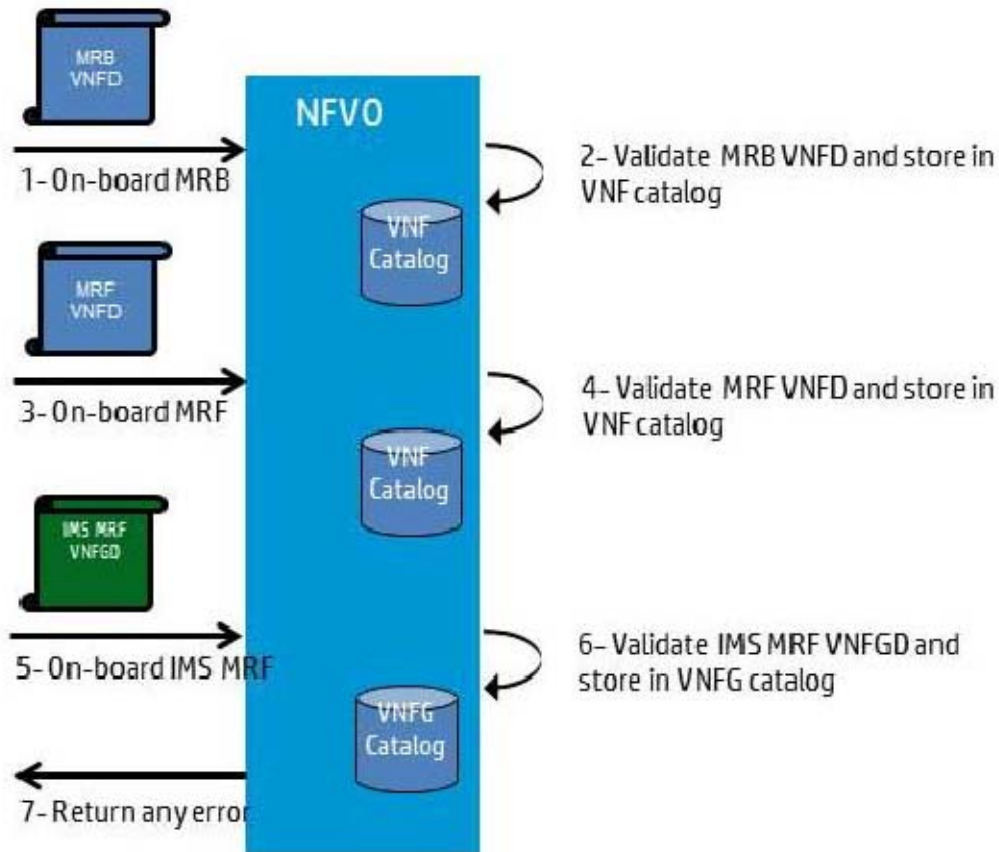 MRB
VNFD
NFVO
1-On-board MRB
2- Validate MRB VNFD and store in
VNF catalog
VNF
Catalog
MRF
VNFD
3-On-board MRF
4- Validate MRF VNFD and store in
VNF catalog
VNF
Catalog
IMS MRF
VNFGD
5-On-board IMS MRF
6- Validate IMS MRF VNFGD and
store in VNFG catalog
VNFG
Catalog
7-Return any error